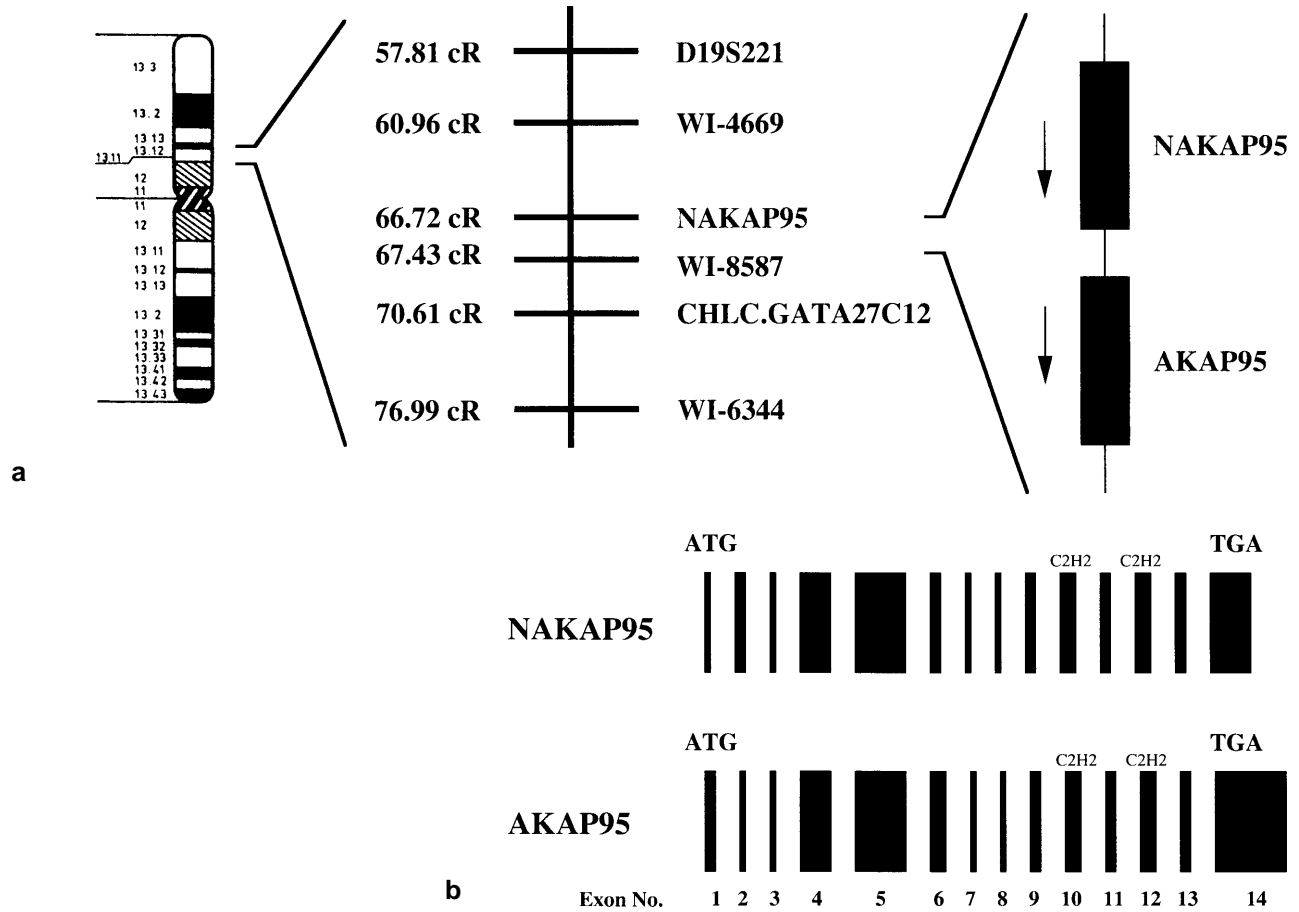 13 3
13. 2
13 13
13 12
13.11
12
11
11
12
13 11
13 12
13 13
13 2
13 31
13 32
13 33
13 41
13 42
13 43
57.81 cR D19S221
60.96 cR WI-4669
66.72 cR NAKAP95
67.43 cR WI-8587
70.61 cR CHLC.GATA27C12
76.99 cR WI-6344
NAKAP95
AKAP95
a
ATG TGA
C2H2 C2H2
NAKAP95
ATG TGA
C2H2 C2H2
AKAP95
b Exon No. 1 2 3 4 5 6 7 8 9 10 11 12 13 14